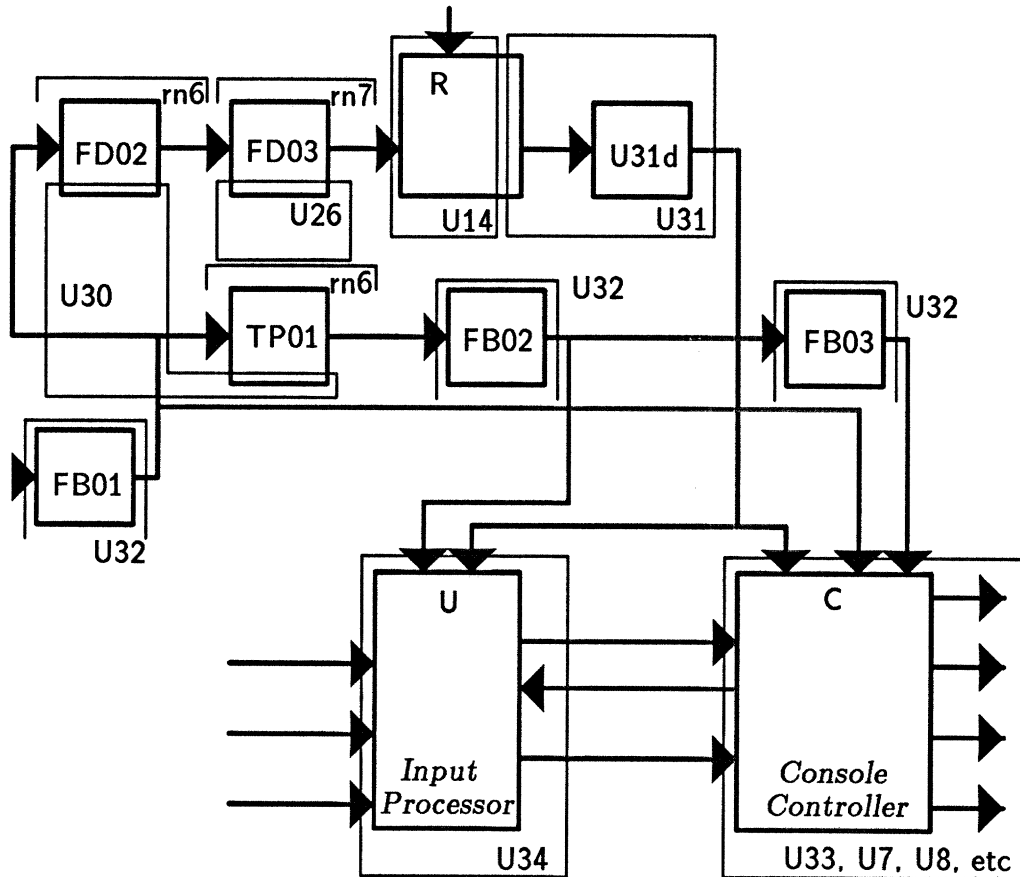 R
rn6
rn7
FD02
FD03
U31d
U26
U14
U31
U30
rn6
U32
U32
TP01
FB02
FB03
FB01
U32
U
C
Input
Processor
Console
Controller
U34
U33, U7, U8, etc